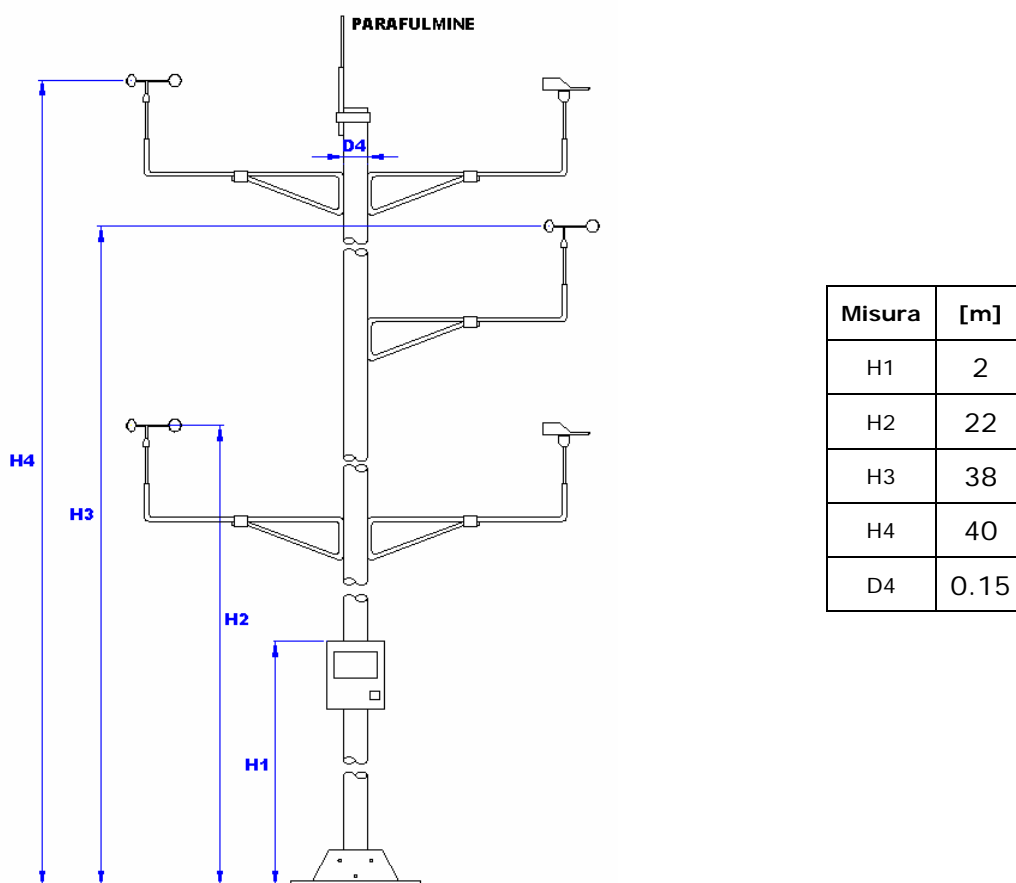 PARAFULMINE
D4
H4
H3
H2
H1
Misura [m]
H1 2
H2 22
H3 38
H4 40
D4 0.15